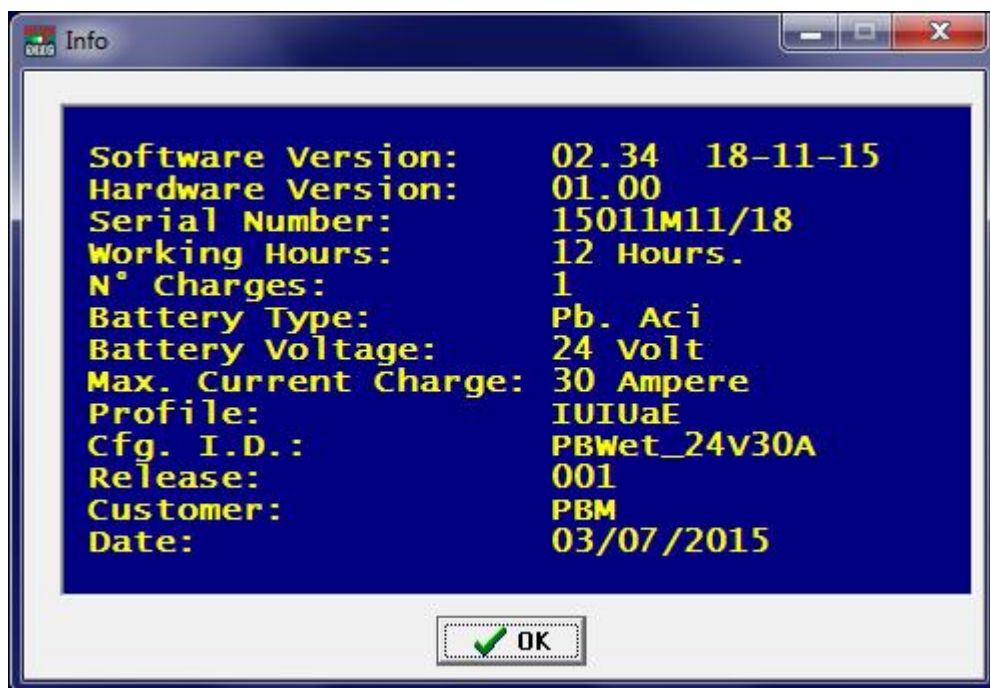 Info
Software Version: 02.34 18-11-15
Hardware Version: 01.00
Serial Number: 15011M11/18
Working Hours: 12 Hours.
N° Charges: 1
Battery Type: Pb. Aci
Battery Voltage: 24 Volt
Max. Current Charge: 30 Ampere
Profile: IUIUaE
Cfg. I.D.: PBWet_24V30A
Release: 001
Customer: PBM
Date: 03/07/2015
OK